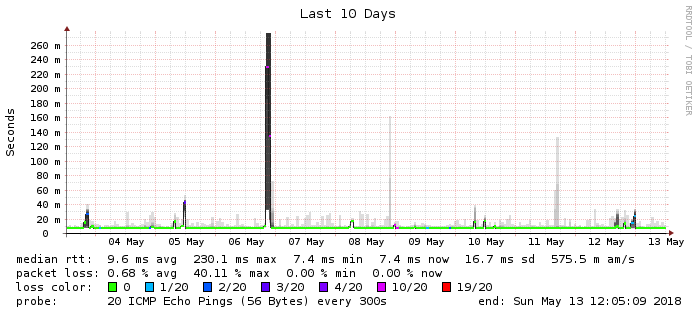 Last 10 Days
RRDTOOL / TOBI OETIKER
Seconds
260 m
240 m
220 m
200 m
180 m
160 m
140 m
120 m
100 m
80 m
60 m
40 m
20 m
0
04 May 05 May 06 May 07 May 08 May 09 May 10 May 11 May 12 May 13 May
median rtt: 9.6 ms avg 230.1 ms max 7.4 ms min 7.4 ms now 16.7 ms sd 575.5 m am/s
packet loss: 0.68 % avg 40.11 % max 0.00 % min 0.00 % now
loss color: 0 1/20 2/20 3/20 4/20 10/20 19/20
probe: 20 ICMP Echo Pings (56 Bytes) every 300s end: Sun May 13 12:05:09 2018